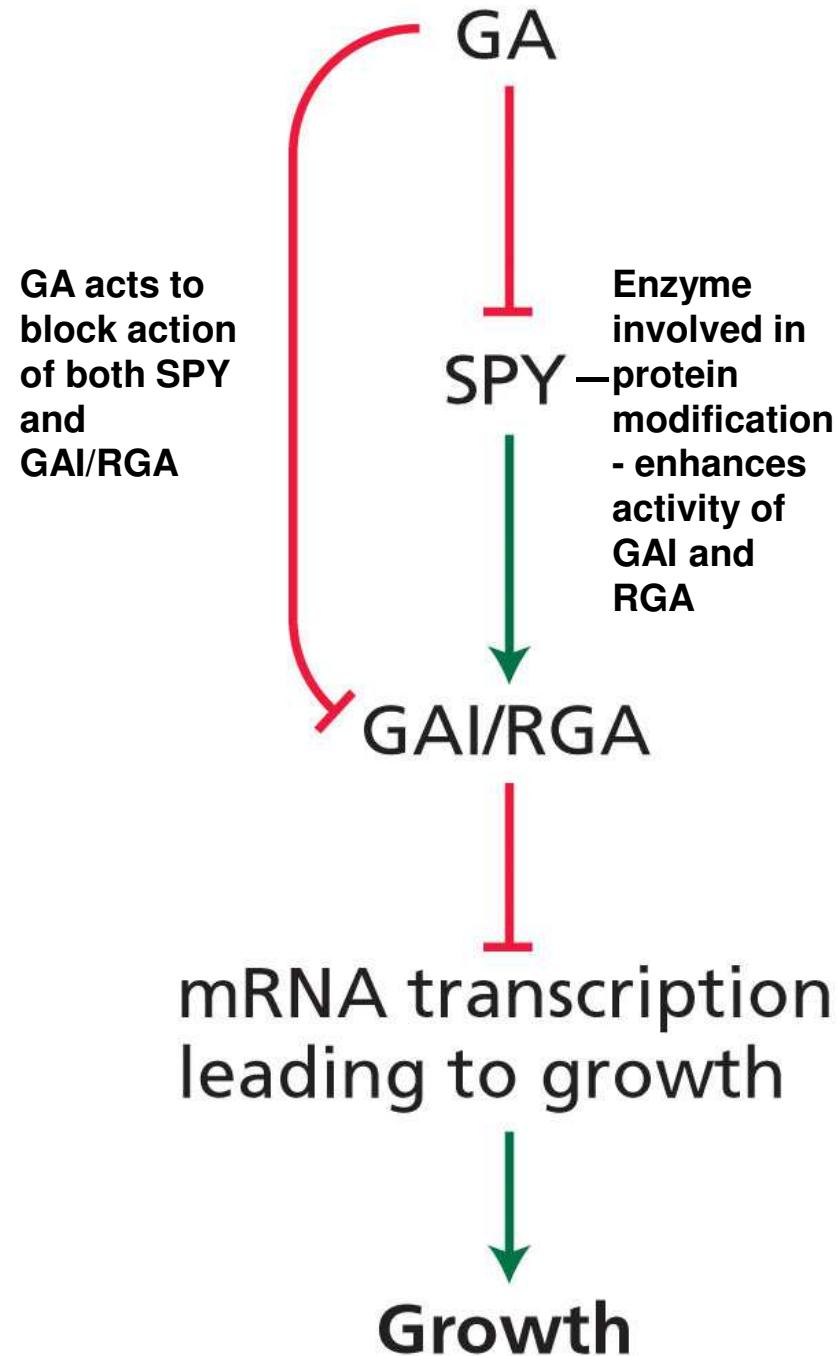 GA
GA acts to
block action
of both SPY
and
GAI/RGA
SPY
Enzyme
involved in
protein
modification
- enhances
activity of
GAI and
RGA
GAI/RGA
mRNA transcription
leading to growth
Growth